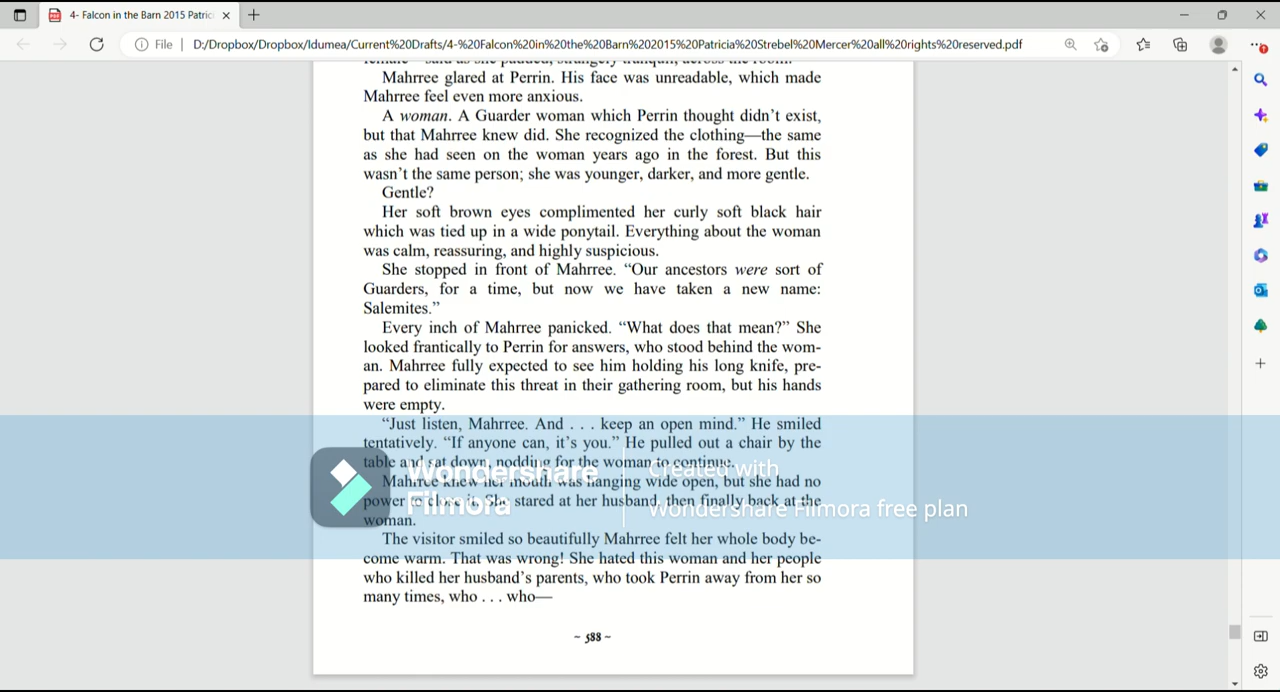 4- Falcon in the Barn 2015 Patric
File
D:/Dropbox/Dropbox/Idumea/Current%20Drafts/4-%20Falcon%20in%20the%20Barn%202015%20Patricia%20Strebel%20Mercer%20all%20rights%20reserved.pdf
Mahrree glared at Perrin. His face was unreadable, which made
Mahrree feel even more anxious.
A woman. A Guarder woman which Perrin thought didn’t exist,
but that Mahrree knew did. She recognized the clothing—the same
as she had seen on the woman years ago in the forest. But this
wasn’t the same person; she was younger, darker, and more gentle.
Gentle?
Her soft brown eyes complimented her curly soft black hair
which was tied up in a wide ponytail. Everything about the woman
was calm, reassuring, and highly suspicious.
She stopped in front of Mahrree. “Our ancestors were sort of
Guarders, for a time, but now we have taken a new name:
Salemites.”
Every inch of Mahrree panicked. “What does that mean?” She
looked frantically to Perrin for answers, who stood behind the wom-
an. Mahrree fully expected to see him holding his long knife, pre-
pared to eliminate this threat in their gathering room, but his hands
were empty.
“Just listen, Mahrree. And . . . keep an open mind.” He smiled
tentatively. “If anyone can, it’s you.” He pulled out a chair by the
table and sat down, nodding for the woman to continue.
Mahrree knew her mouth was hanging wide open, but she had no
power to close it. She stared at her husband, then finally back at the
woman.
Wondershare
Filmora
Created with
Wondershare Filmora free plan
The visitor smiled so beautifully Mahrree felt her whole body be-
come warm. That was wrong! She hated this woman and her people
who killed her husband’s parents, who took Perrin away from her so
many times, who . . . who—
~ 588 ~